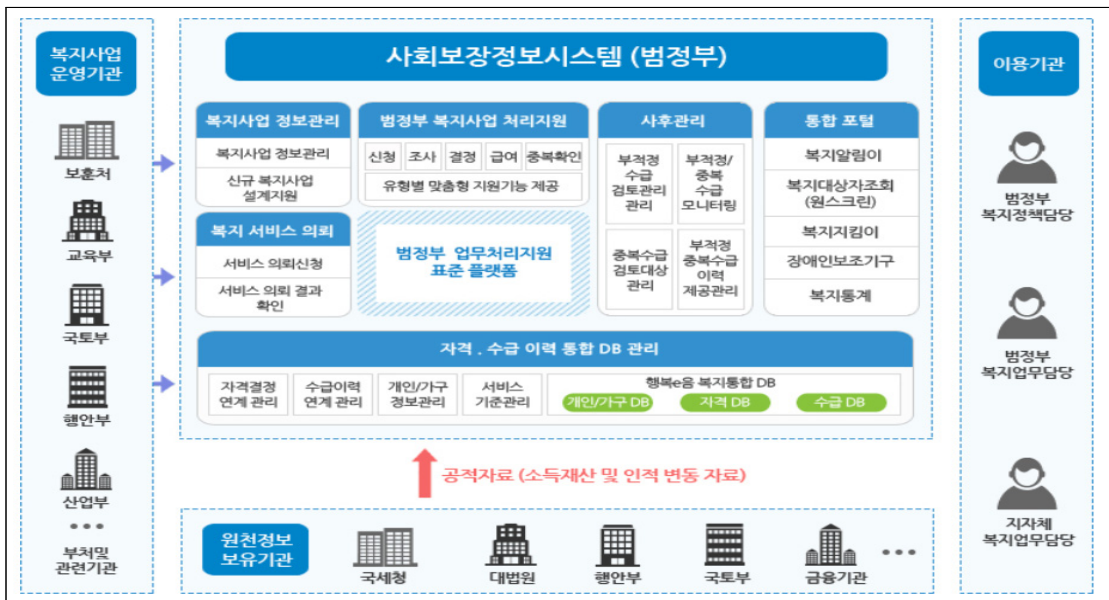 복지사업
운영기관
보훈처
교육부
국토부
행안부
산업부
•••
부처및
관련기관
사회보장정보시스템 (범정부)
복지사업 정보관리
복지사업 정보관리
신규 복지사업
설계지원
복지 서비스 의뢰
서비스 의뢰신청
서비스 의뢰 결과
확인
범정부 복지사업 처리지원
신청 조사 결정 급여 중복확인
유형별 맞춤형 지원기능 제공
범정부 업무처리지원
표준 플랫폼
사후관리
부적정
수급
검토관리
관리
부적정/
중복
수급
모니터링
중복수급
검토대상
관리
부적정
중복수급
이력
제공관리
통합 포털
복지알림이
복지대상자조회
(원스크린)
복지지킴이
장애인보조기구
복지통계
자격 . 수급 이력 통합 DB 관리
자격결정
연계 관리
수급이력
연계 관리
개인/가구
정보관리
서비스
기준관리
행복e음 복지통합 DB
개인/가구 DB 자격 DB 수급 DB
공적자료 (소득재산 및 인적 변동 자료)
원천정보
보유기관
국세청
대법원
행안부
국토부
금융기관
•••
이용기관
범정부
복지정책담당
범정부
복지업무담당
지자체
복지업무담당